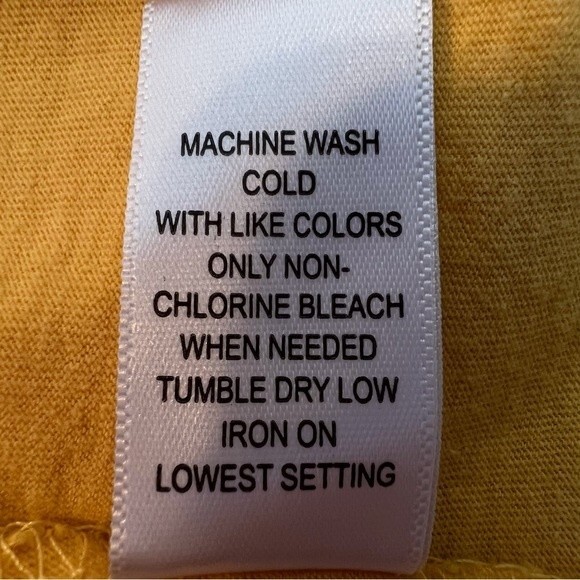 MACHINE WASH
COLD
WITH LIKE COLORS
ONLY NON-
CHLORINE BLEACH
WHEN NEEDED
TUMBLE DRY LOW
IRON ON
LOWEST SETTING